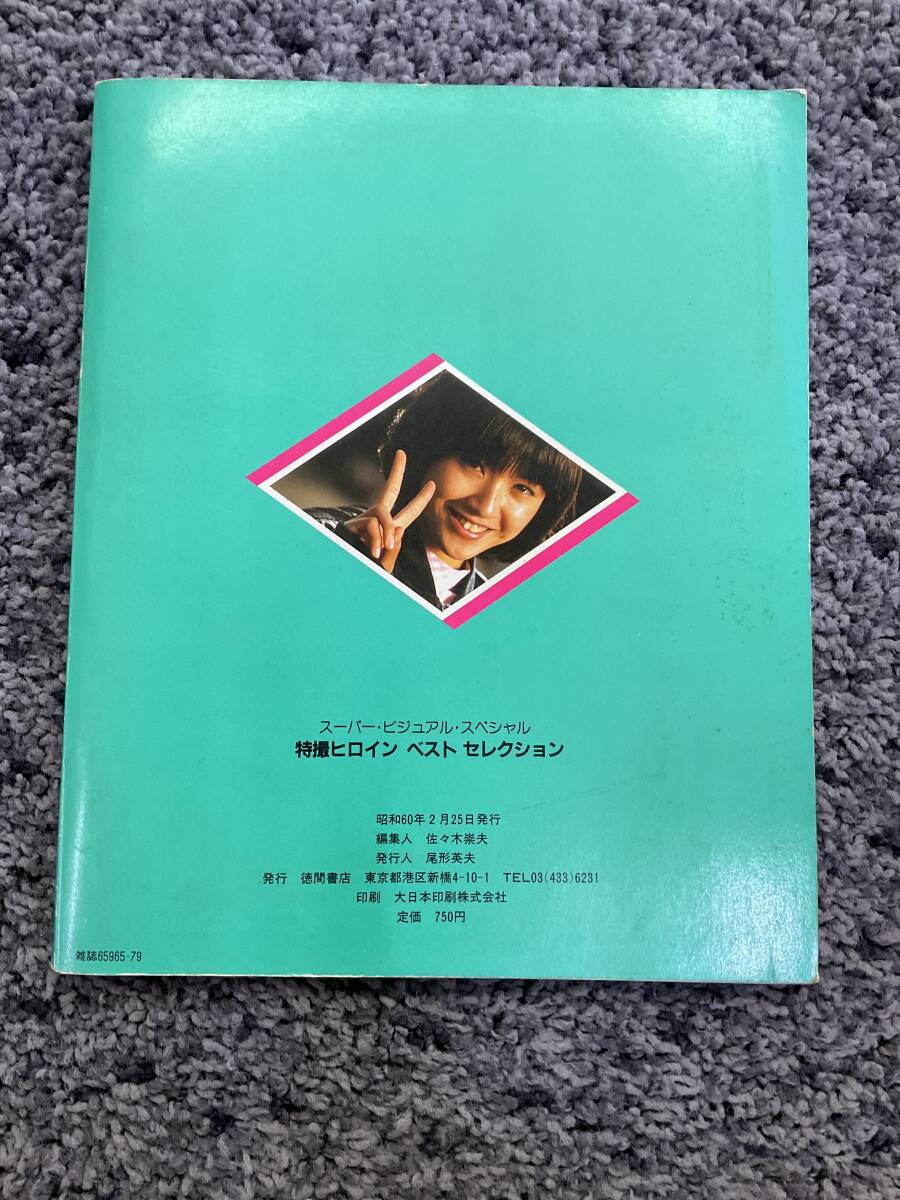 スーパー・ビジュアル・スペシャル
特撮ヒロイン ベスト セレクション
昭和60年2月25日発行
編集人 佐々木崇夫
発行人 尾形英夫
発行 徳間書店 東京都港区新橋4-10-1 TEL03(433)6231
印刷 大日本印刷株式会社
定価 750円
雑誌65965-79